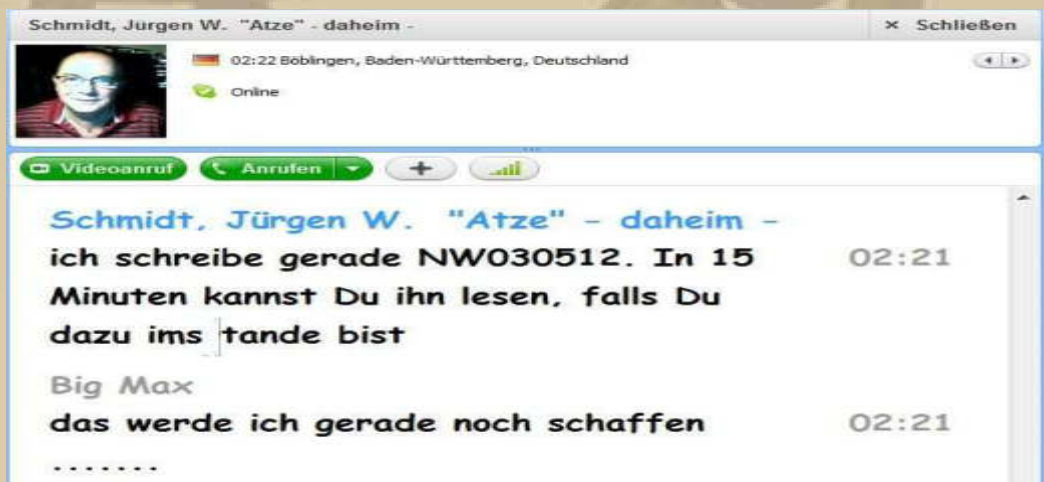 Schmidt, Jürgen W. "Atze" - daheim - × Schließen
02:22 Böblingen, Baden-Württemberg, Deutschland
Online
Videoanruf Anrufen +
Schmidt, Jürgen W. "Atze" - daheim -
ich schreibe gerade NW030512. In 15 02:21
Minuten kannst Du ihn lesen, falls Du
dazu ims tande bist
Big Max
das werde ich gerade noch schaffen 02:21
.......